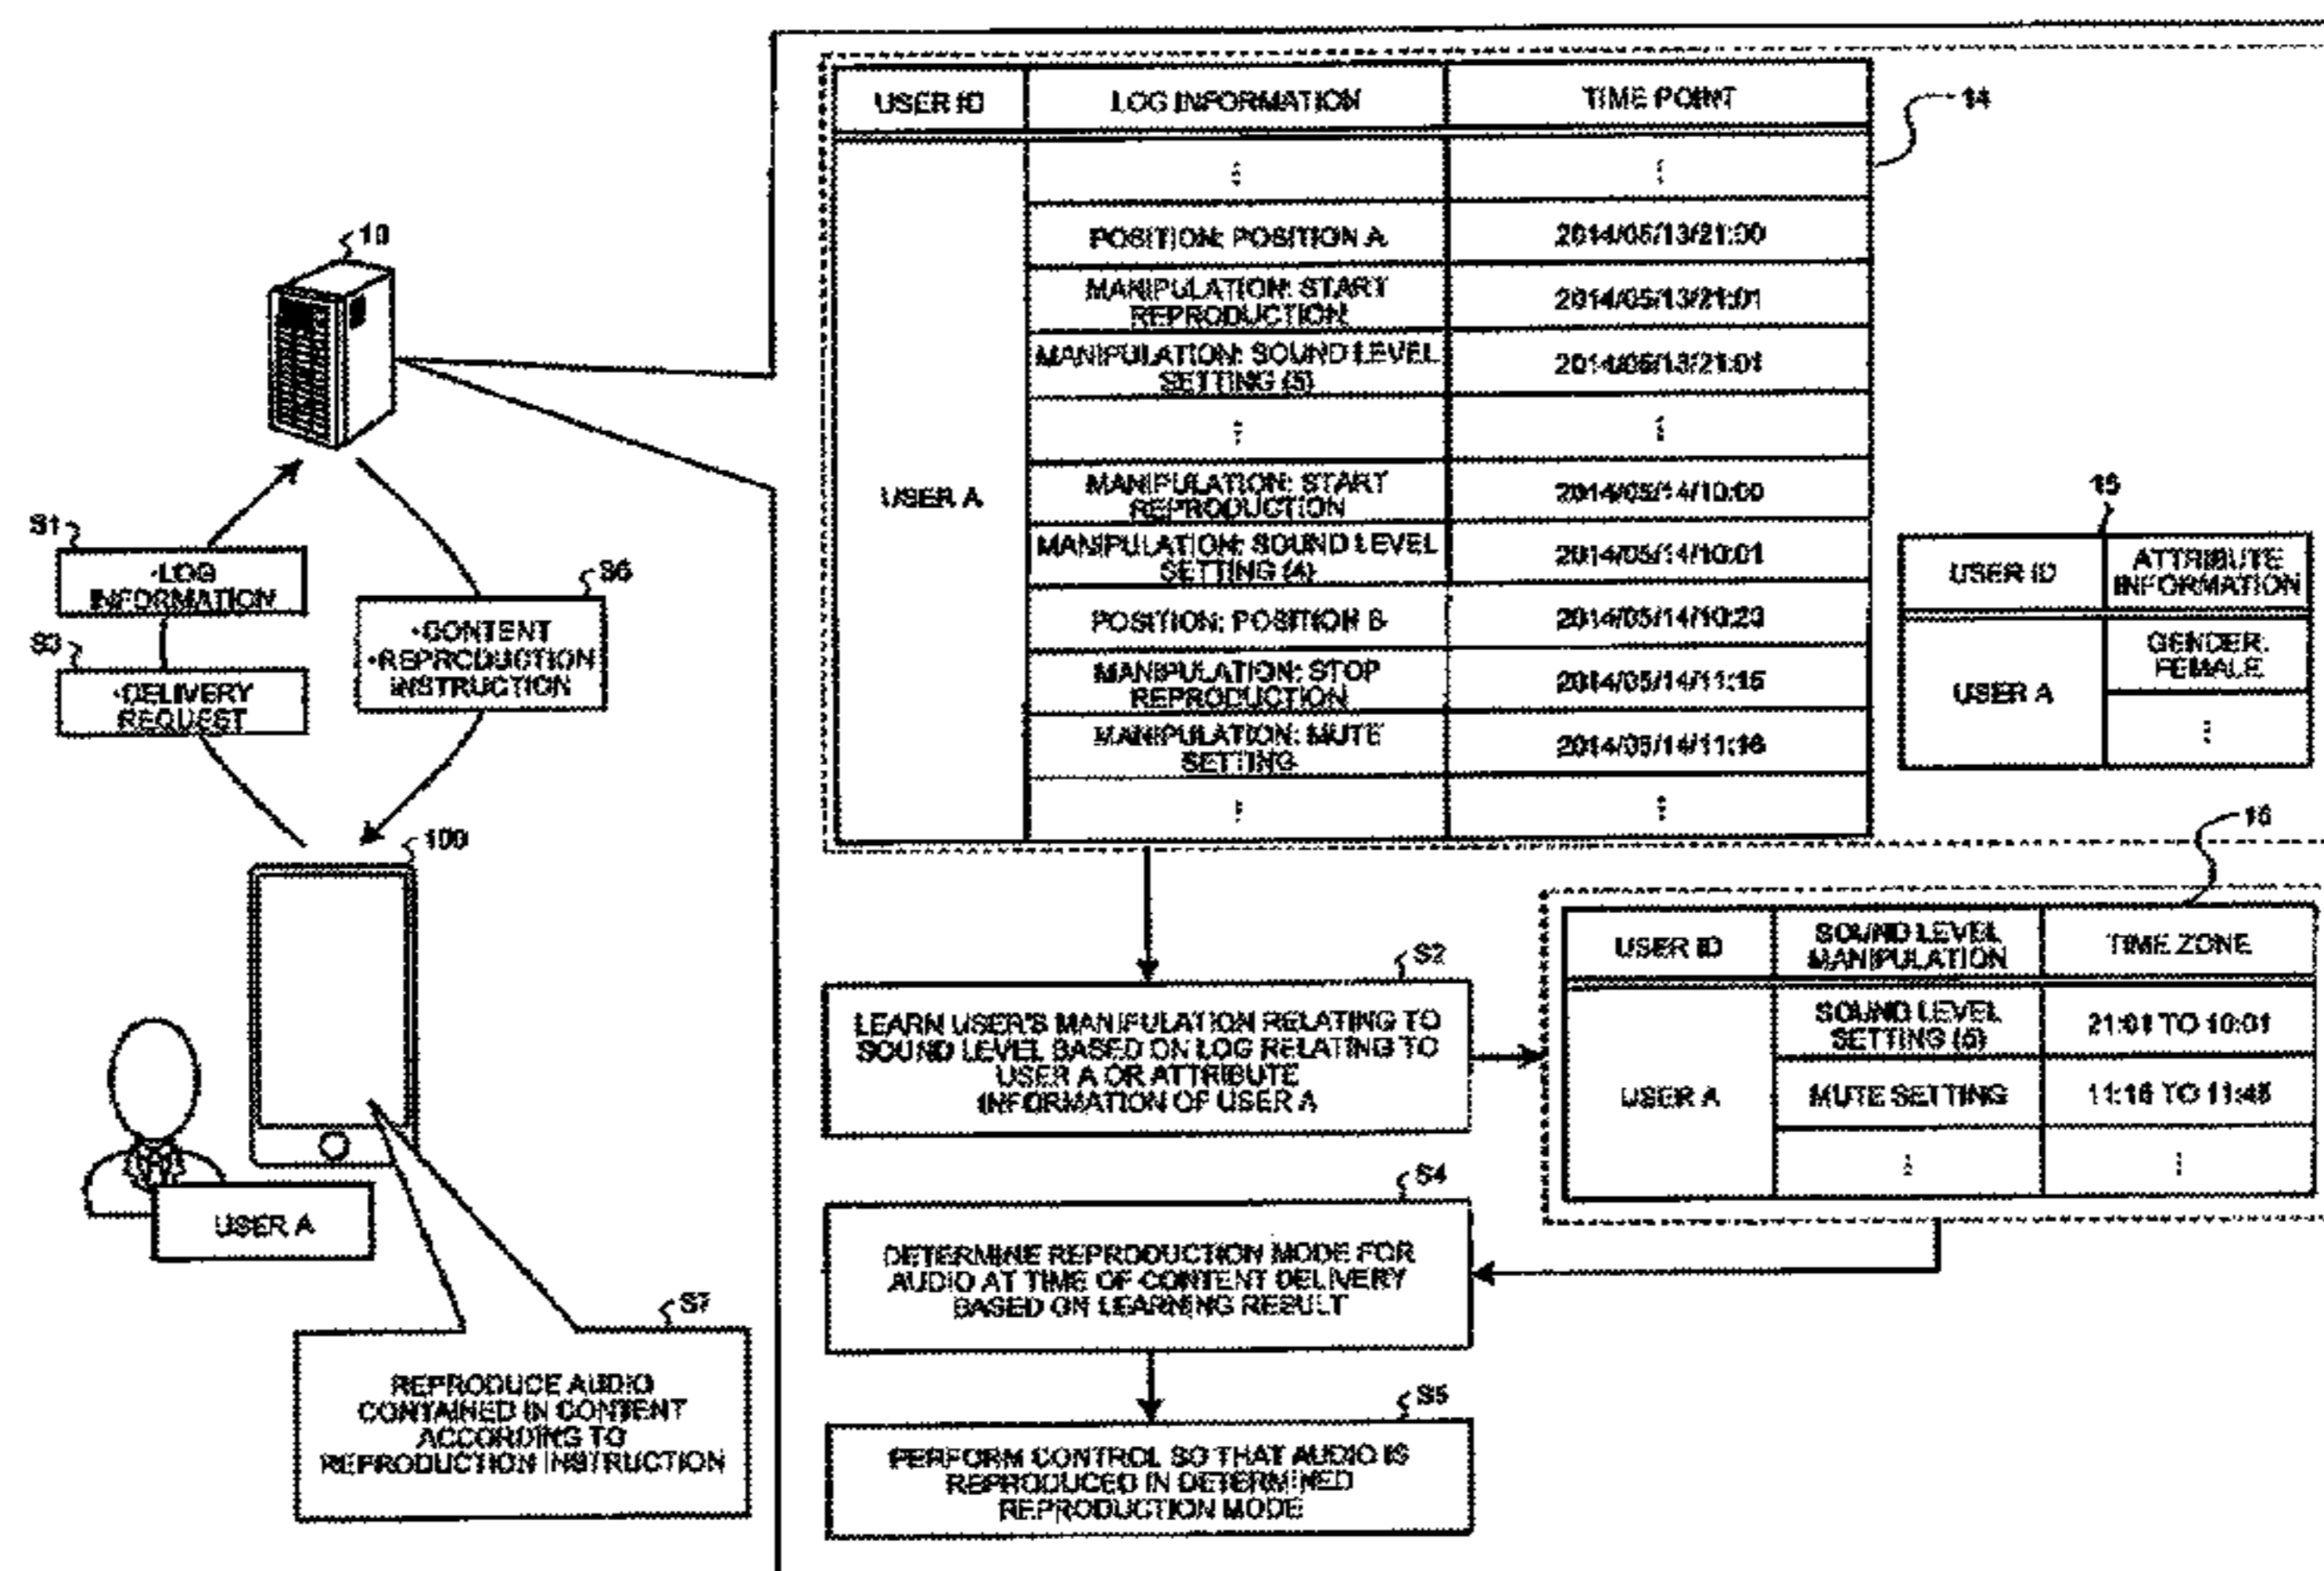 10
S1
•LOG
INFORMATION
S3
•DELIVERY
REQUEST
S6
•CONTENT
•REPRODUCTION
INSTRUCTION
100
USER A
S7
REPRODUCE AUDIO
CONTAINED IN CONTENT
ACCORDING TO
REPRODUCTION INSTRUCTION
14
USER ID
LOG INFORMATION
TIME POINT
USER A
POSITION: POSITION A
2014/05/13/21:00
MANIPULATION: START
REPRODUCTION
2014/05/13/21:01
MANIPULATION: SOUND LEVEL
SETTING (5)
2014/05/13/21:01
MANIPULATION: START
REPRODUCTION
2014/05/14/10:00
MANIPULATION: SOUND LEVEL
SETTING (4)
2014/05/14/10:01
POSITION: POSITION B
2014/05/14/10:23
MANIPULATION: STOP
REPRODUCTION
2014/05/14/11:15
MANIPULATION: MUTE
SETTING
2014/05/14/11:16
15
USER ID
ATTRIBUTE
INFORMATION
USER A
GENDER:
FEMALE
16
USER ID
SOUND LEVEL
MANIPULATION
TIME ZONE
USER A
SOUND LEVEL
SETTING (5)
21:01 TO 10:01
MUTE SETTING
S2
LEARN USER'S MANIPULATION RELATING TO
SOUND LEVEL BASED ON LOG RELATING TO
USER A OR ATTRIBUTE
INFORMATION OF USER A
S4
DETERMINE REPRODUCTION MODE FOR
AUDIO AT TIME OF CONTENT DELIVERY
BASED ON LEARNING RESULT
S5
PERFORM CONTROL SO THAT AUDIO IS
REPRODUCED IN DETERMINED
REPRODUCTION MODE